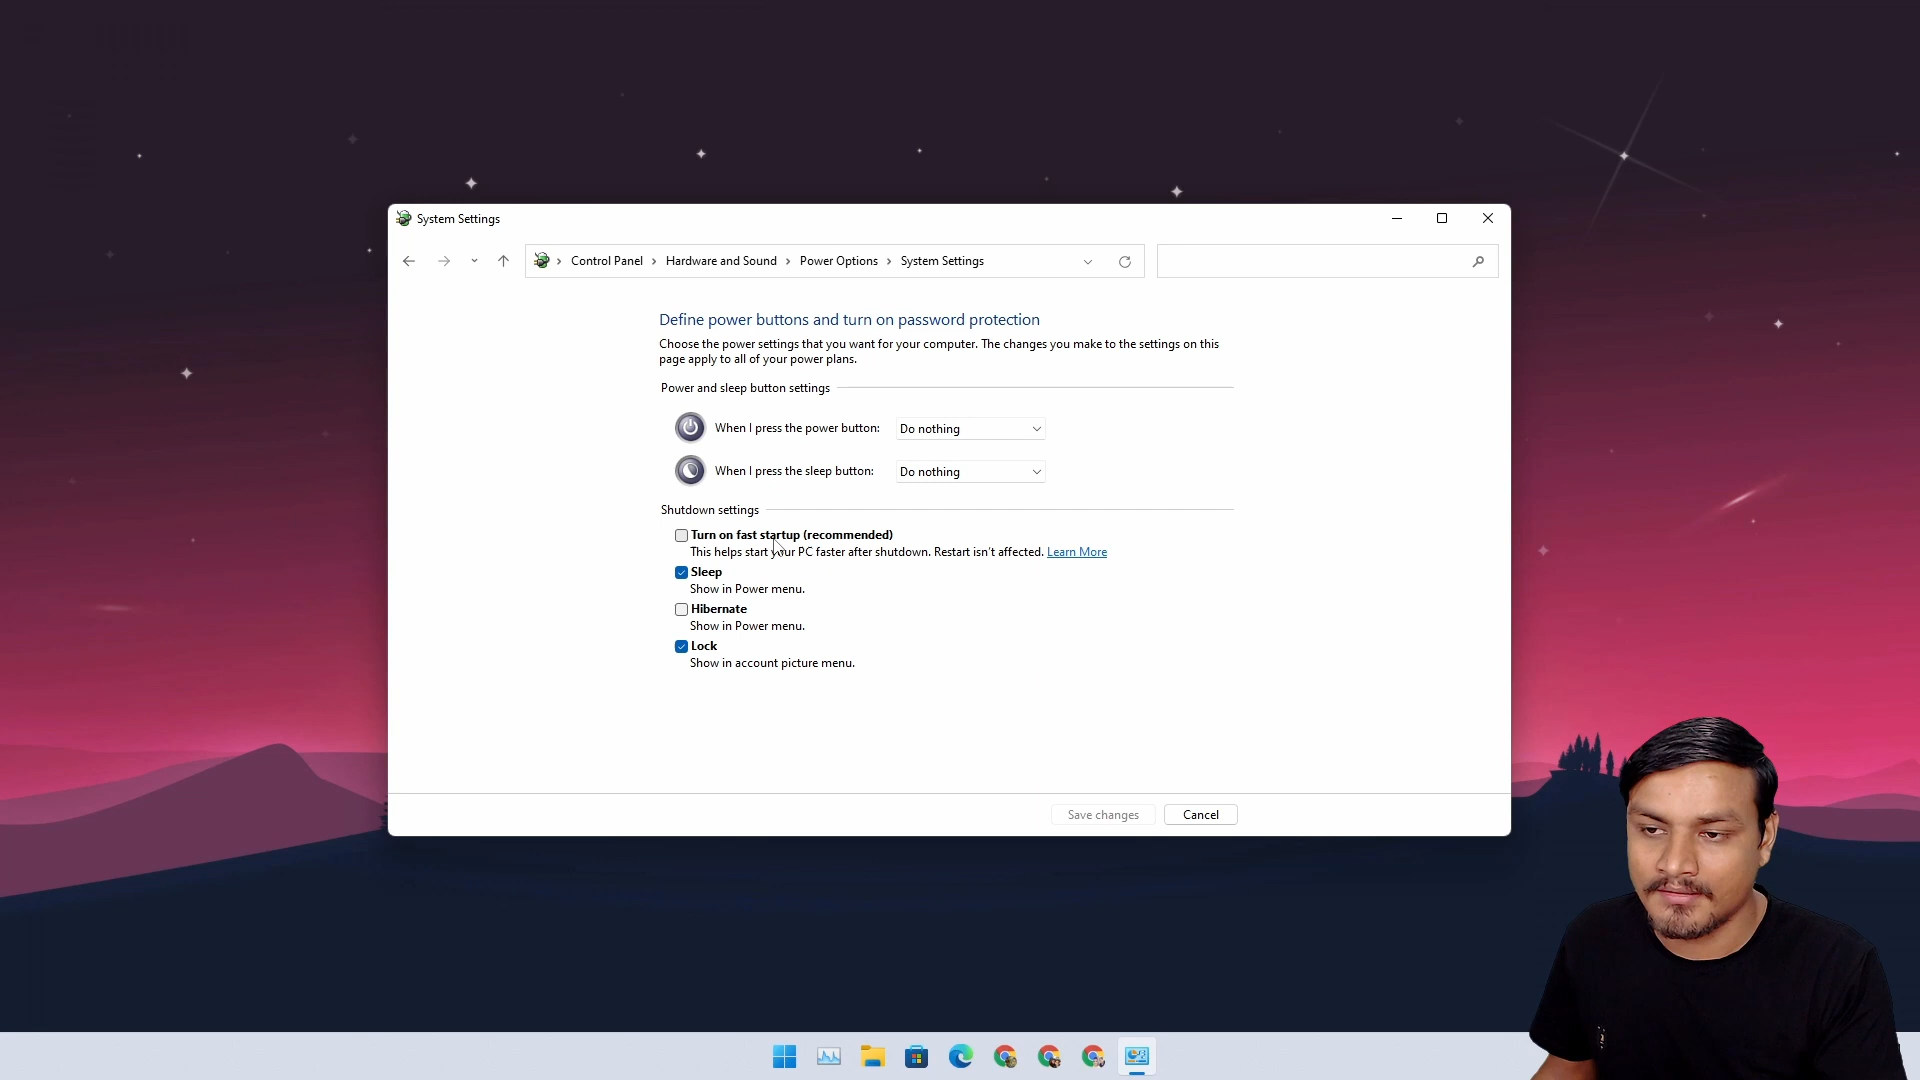 System Settings
Control Panel > Hardware and Sound > Power Options > System Settings
Define power buttons and turn on password protection
Choose the power settings that you want for your computer. The changes you make to the settings on this
page apply to all of your power plans.
Power and sleep button settings
When I press the power button: Do nothing
When I press the sleep button: Do nothing
Shutdown settings
Turn on fast startup (recommended)
This helps start your PC faster after shutdown. Restart isn't affected. Learn More
Sleep
Show in Power menu.
Hibernate
Show in Power menu.
Lock
Show in account picture menu.
Save changes Cancel